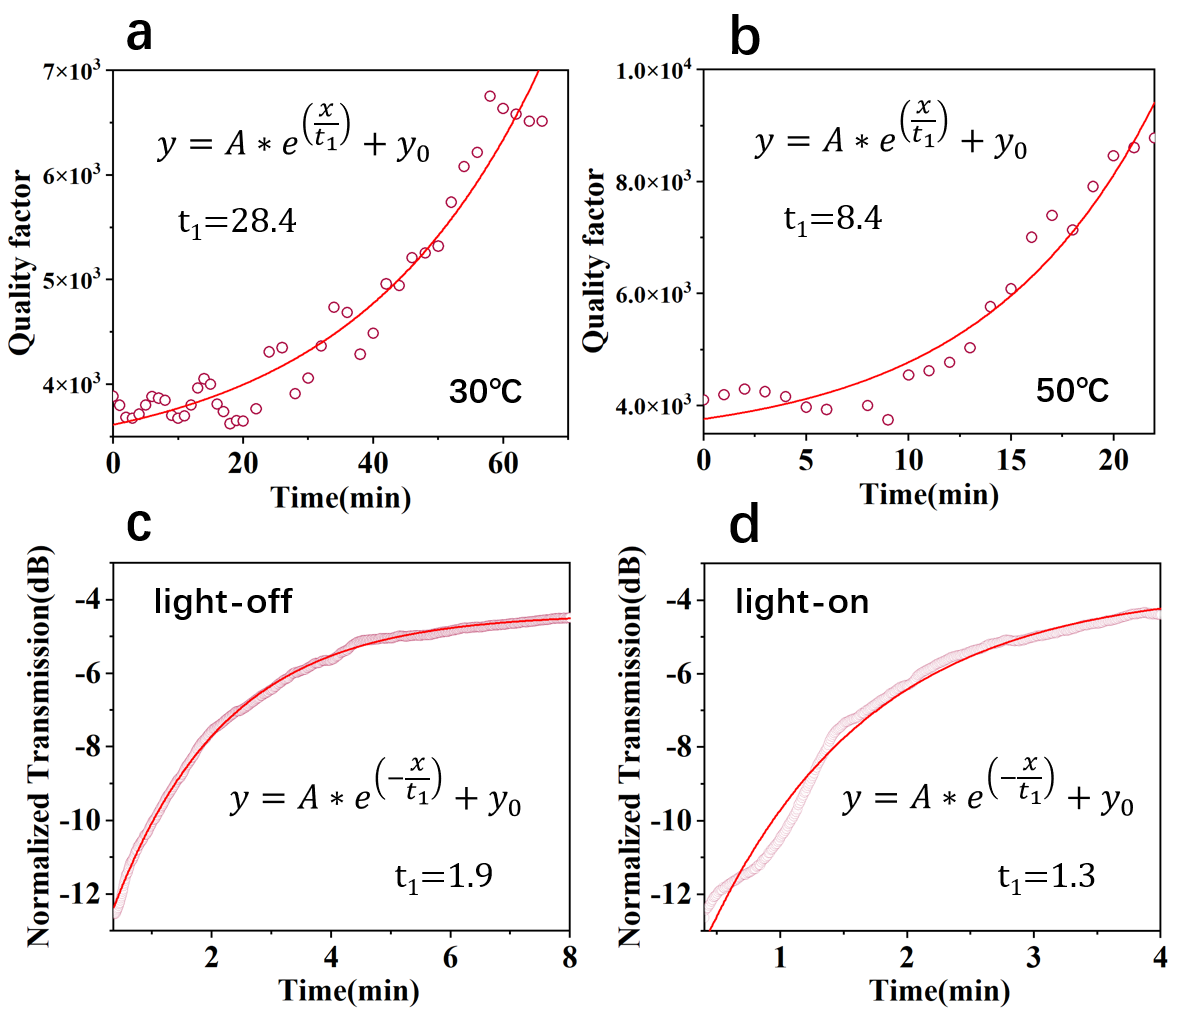 a
7×10³
6×10³
5×10³
4×10³
Quality factor
y = A ∗ e^(x/t₁) + y₀
t₁=28.4
30℃
0 20 40 60
Time(min)
b
1.0×10⁴
8.0×10³
6.0×10³
4.0×10³
Quality factor
y = A ∗ e^(x/t₁) + y₀
t₁=8.4
50℃
0 5 10 15 20
Time(min)
c
-4
-6
-8
-10
-12
Normalized Transmission(dB)
light-off
y = A ∗ e^(−x/t₁) + y₀
t₁=1.9
2 4 6 8
Time(min)
d
-4
-6
-8
-10
-12
Normalized Transmission(dB)
light-on
y = A ∗ e^(−x/t₁) + y₀
t₁=1.3
1 2 3 4
Time(min)